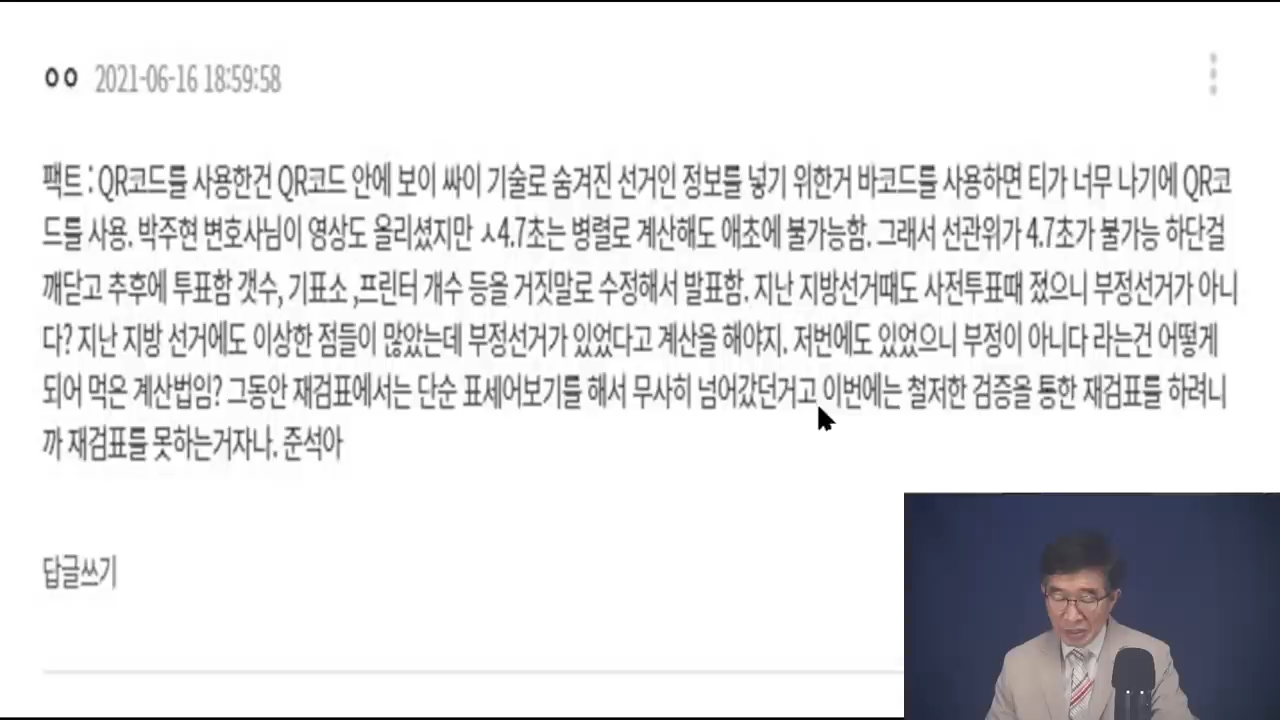 ㅇㅇ 2021-06-16 18:59:58
팩트 : QR코드를 사용한건 QR코드 안에 보이 싸이 기술로 숨겨진 선거인 정보를 넣기 위한거 바코드를 사용하면 티가 너무 나기에 QR코
드를 사용. 박주현 변호사님이 영상도 올리셨지만 ㅅ4.7초는 병렬로 계산해도 애초에 불가능함. 그래서 선관위가 4.7초가 불가능 하단걸
깨닫고 추후에 투표함 갯수, 기표소 ,프린터 개수 등을 거짓말로 수정해서 발표함. 지난 지방선거때도 사전투표때 졌으니 부정선거가 아니
다? 지난 지방 선거에도 이상한 점들이 많았는데 부정선거가 있었다고 계산을 해야지. 저번에도 있었으니 부정이 아니다 라는건 어떻게
되어 먹은 계산법임? 그동안 재검표에서는 단순 표세어보기를 해서 무사히 넘어갔던거고 이번에는 철저한 검증을 통한 재검표를 하려니
까 재검표를 못하는거자나. 준석아
답글쓰기